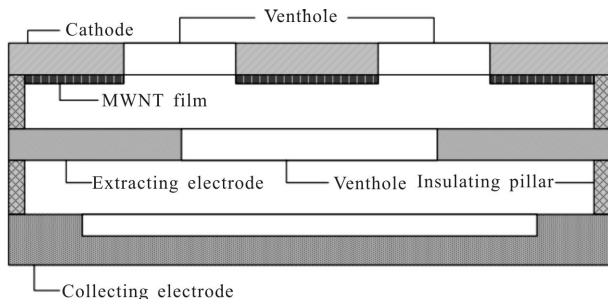 Venthole
Cathode
MWNT film
Extracting electrode
Venthole
Insulating pillar
Collecting electrode